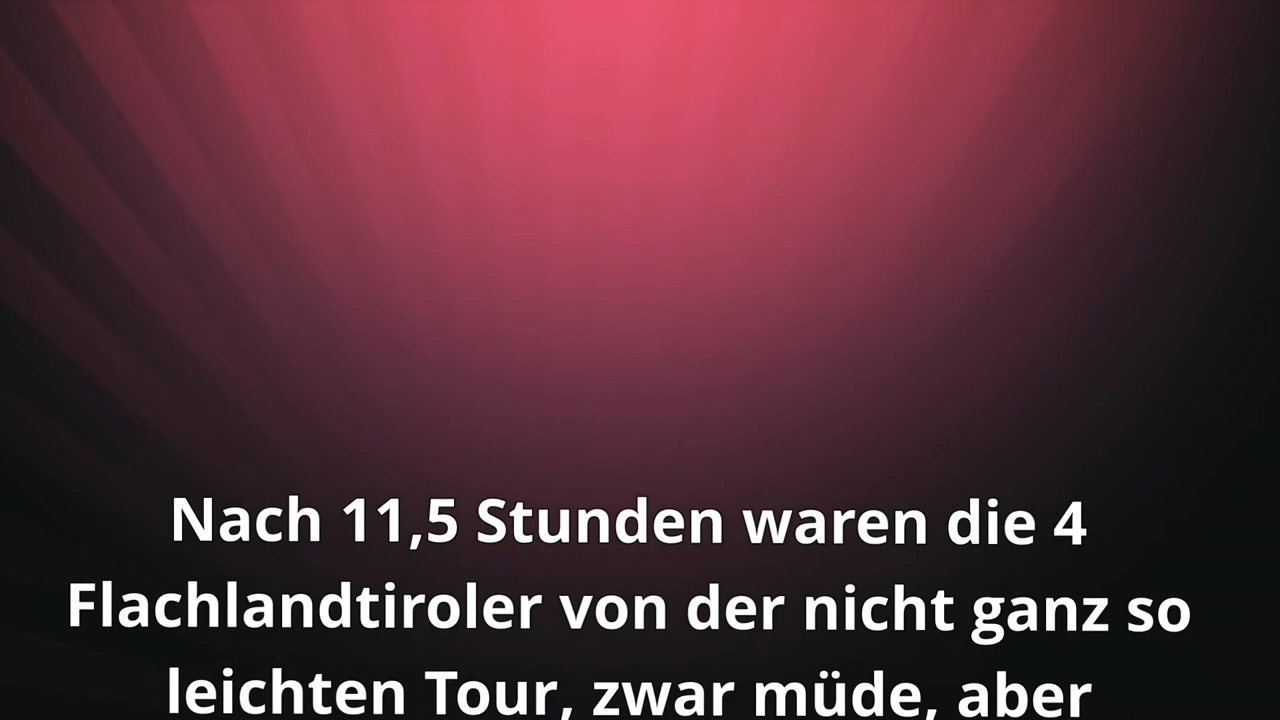 Nach 11,5 Stunden waren die 4
Flachlandtiroler von der nicht ganz so
leichten Tour, zwar müde, aber